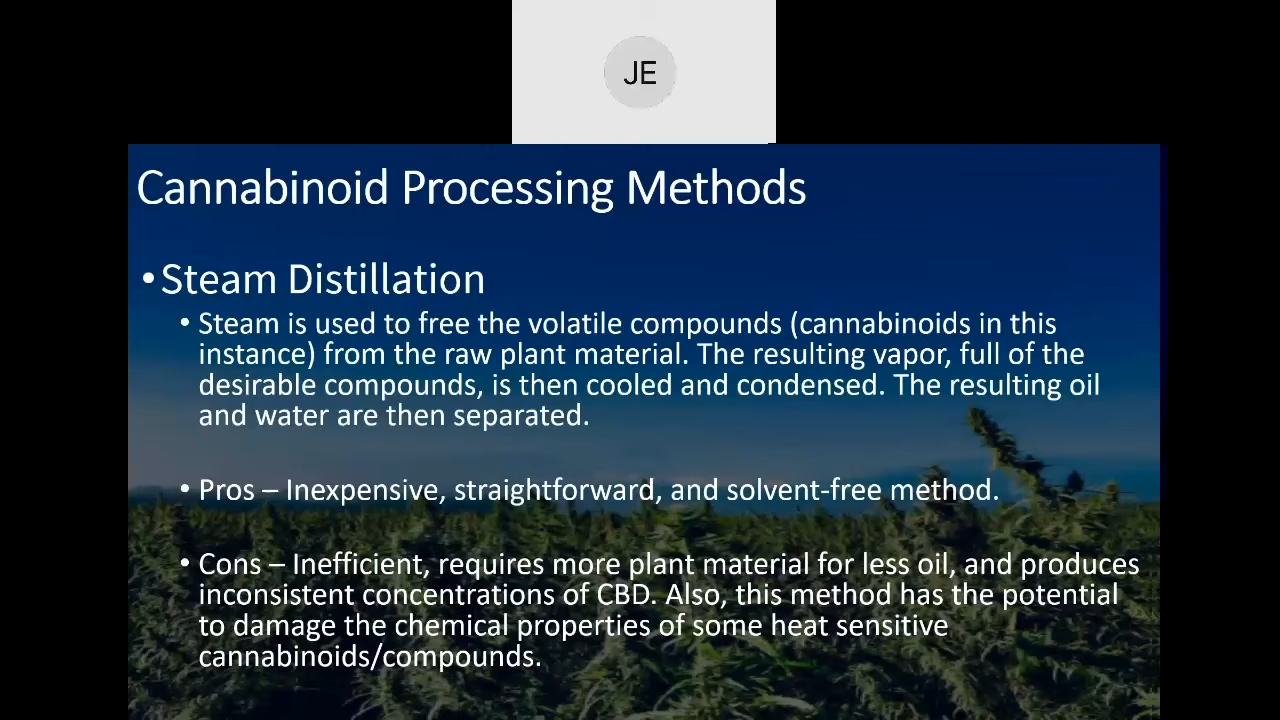 JE
Cannabinoid Processing Methods
• Steam Distillation
• Steam is used to free the volatile compounds (cannabinoids in this
instance) from the raw plant material. The resulting vapor, full of the
desirable compounds, is then cooled and condensed. The resulting oil
and water are then separated.
• Pros – Inexpensive, straightforward, and solvent-free method.
• Cons – Inefficient, requires more plant material for less oil, and produces
inconsistent concentrations of CBD. Also, this method has the potential
to damage the chemical properties of some heat sensitive
cannabinoids/compounds.